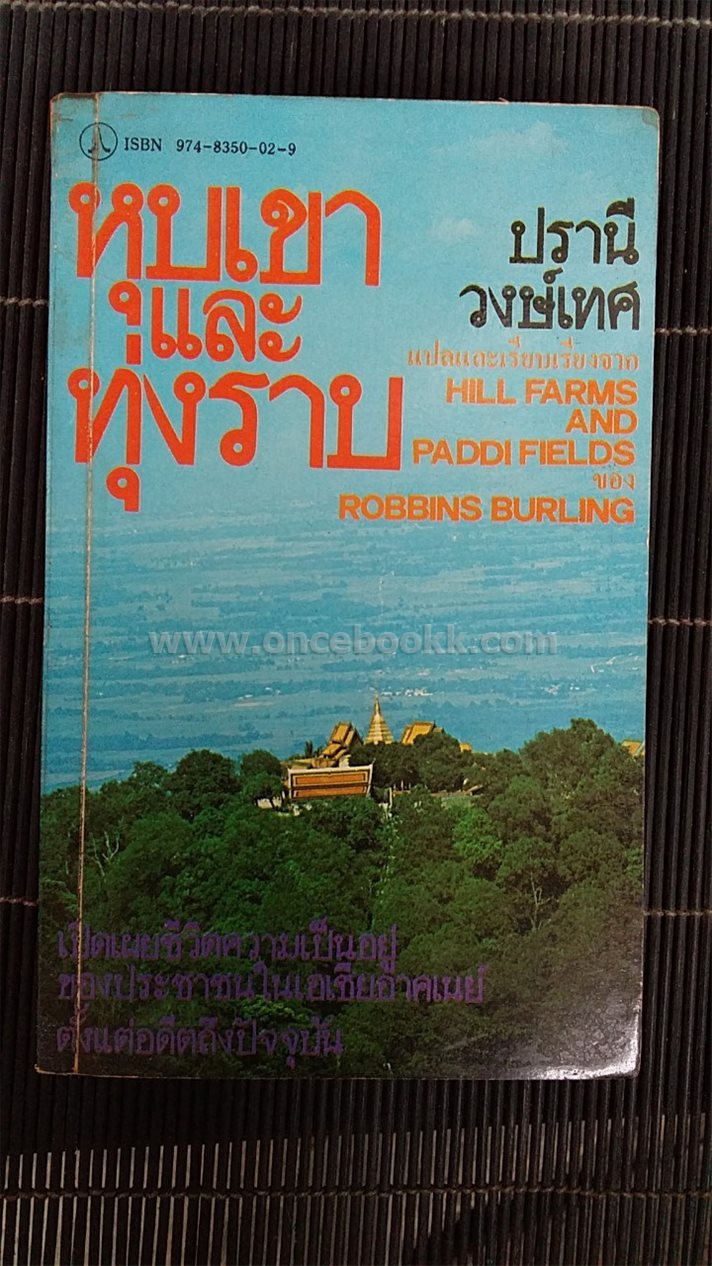 ISBN 974-8350-02-9
หุบเขา
และ
ทุ่งราบ
ปรานี
วงษ์เทศ
แปลและเรียบเรียงจาก
HILL FARMS
AND
PADDI FIELDS
ของ
ROBBINS BURLING
www.oncebookk.com
เปิดเผยชีวิตความเป็นอยู่
ของประชาชนในเอเชียอาคเนย์
ตั้งแต่อดีตถึงปัจจุบัน